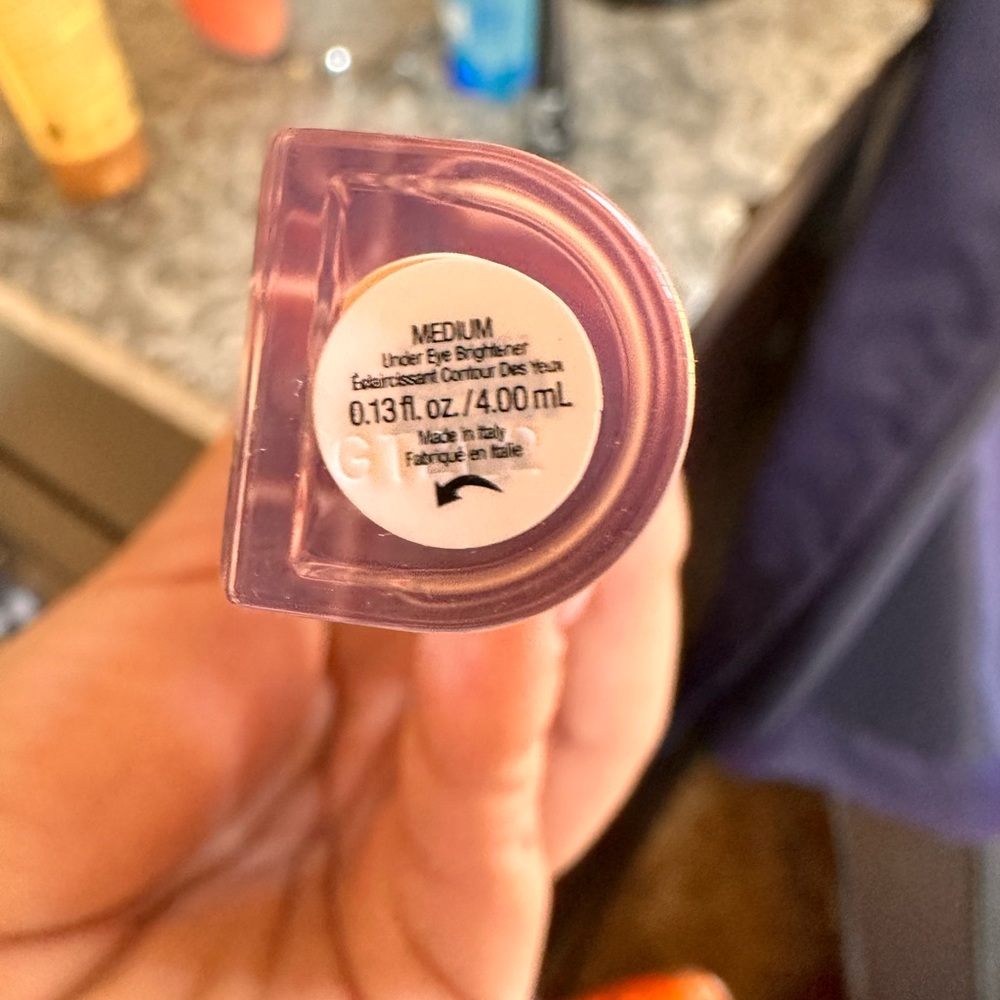 MEDIUM
Under Eye Brightener
Éclaircissant Contour Des Yeux
0.13 fl. oz. / 4.00 mL
Made in Italy
Fabriqué en Italie